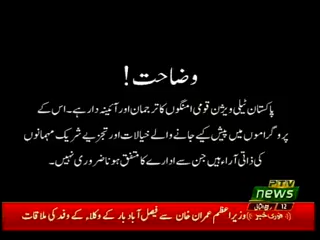 وضاحت!
پاکستان ٹیلی ویژن قومی امنگوں کا ترجمان اور آئینہ دار ہے۔ اس کے
پروگراموں میں پیش کیے جانے والے خیالات اور تجزیے شریک مہمانوں
کی ذاتی آراء ہیں جن سے ادارے کا متفق ہونا ضروری نہیں۔
PTV
news
وزیراعظم عمران خان سے فیصل آباد بار کے وکلاء کے وفد کی ملاقات